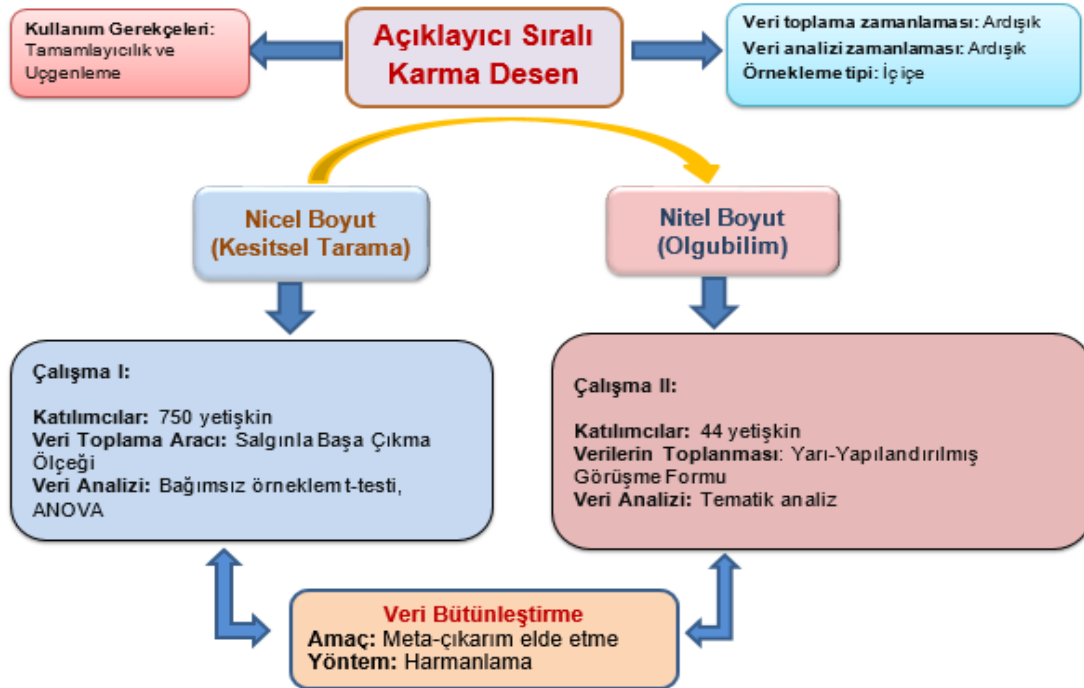 Kullanım Gerekçeleri:
Tamamlayıcılık ve
Üçgenleme
Açıklayıcı Sıralı
Karma Desen
Veri toplama zamanlaması: Ardışık
Veri analizi zamanlaması: Ardışık
Örnekleme tipi: İç içe
Nicel Boyut
(Kesitsel Tarama)
Nitel Boyut
(Olgubilim)
Çalışma I:
Katılımcılar: 750 yetişkin
Veri Toplama Aracı: Salgınla Başa Çıkma
Ölçeği
Veri Analizi: Bağımsız örneklem t-testi,
ANOVA
Çalışma II:
Katılımcılar: 44 yetişkin
Verilerin Toplanması: Yarı-Yapılandırılmış
Görüşme Formu
Veri Analizi: Tematik analiz
Veri Bütünleştirme
Amaç: Meta-çıkarım elde etme
Yöntem: Harmanlama